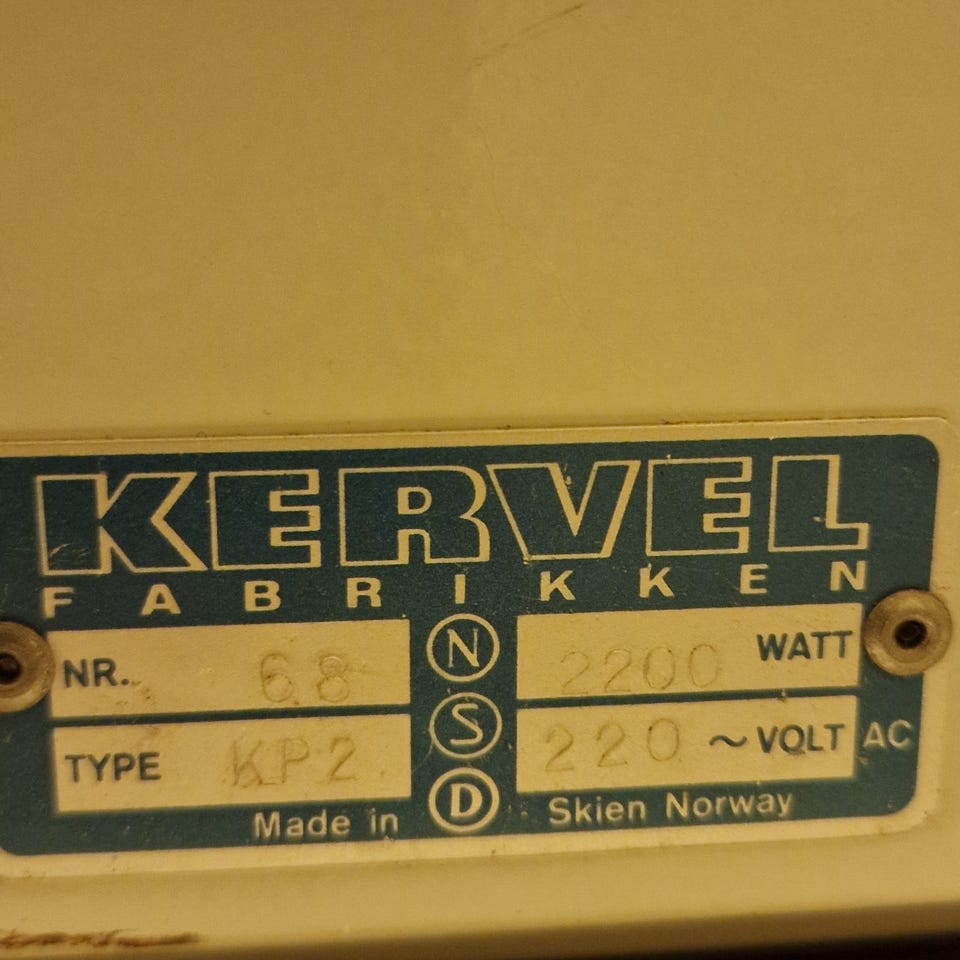 KERVEL
FABRIKKEN
NR. 68
TYPE KP2.
N
S
D
2200 WATT
220 ~ VOLT AC
Made in Skien Norway